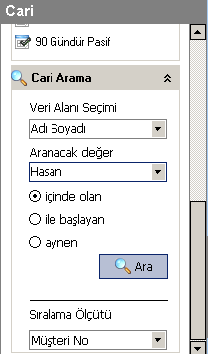 Cari
90 Gündür Pasif
Cari Arama
Veri Alanı Seçimi
Adı Soyadı
Aranacak değer
Hasan
içinde olan
ile başlayan
aynen
Ara
Sıralama Ölçütü
Müşteri No